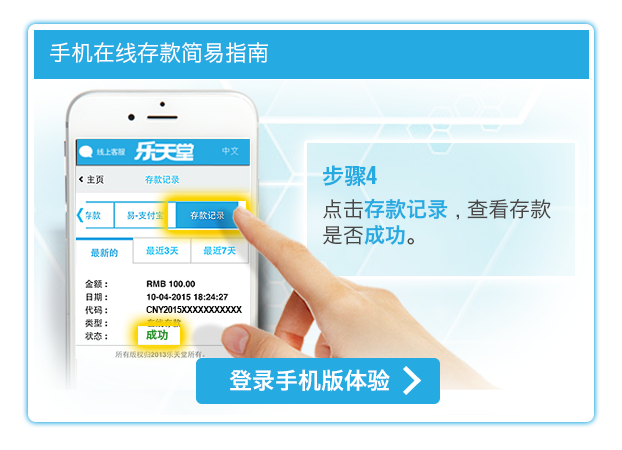 手机在线存款简易指南
线上客服 乐天堂 中文
主页 存款记录
存款 易•支付宝 存款记录
最新的 最近3天 最近7天
金额： RMB 100.00
日期： 10-04-2015 18:24:27
代码： CNY2015XXXXXXXXXXX
类型： 在线存款
状态： 成功
所有版权归2013乐天堂所有。
步骤4
点击存款记录，查看存款
是否成功。
登录手机版体验